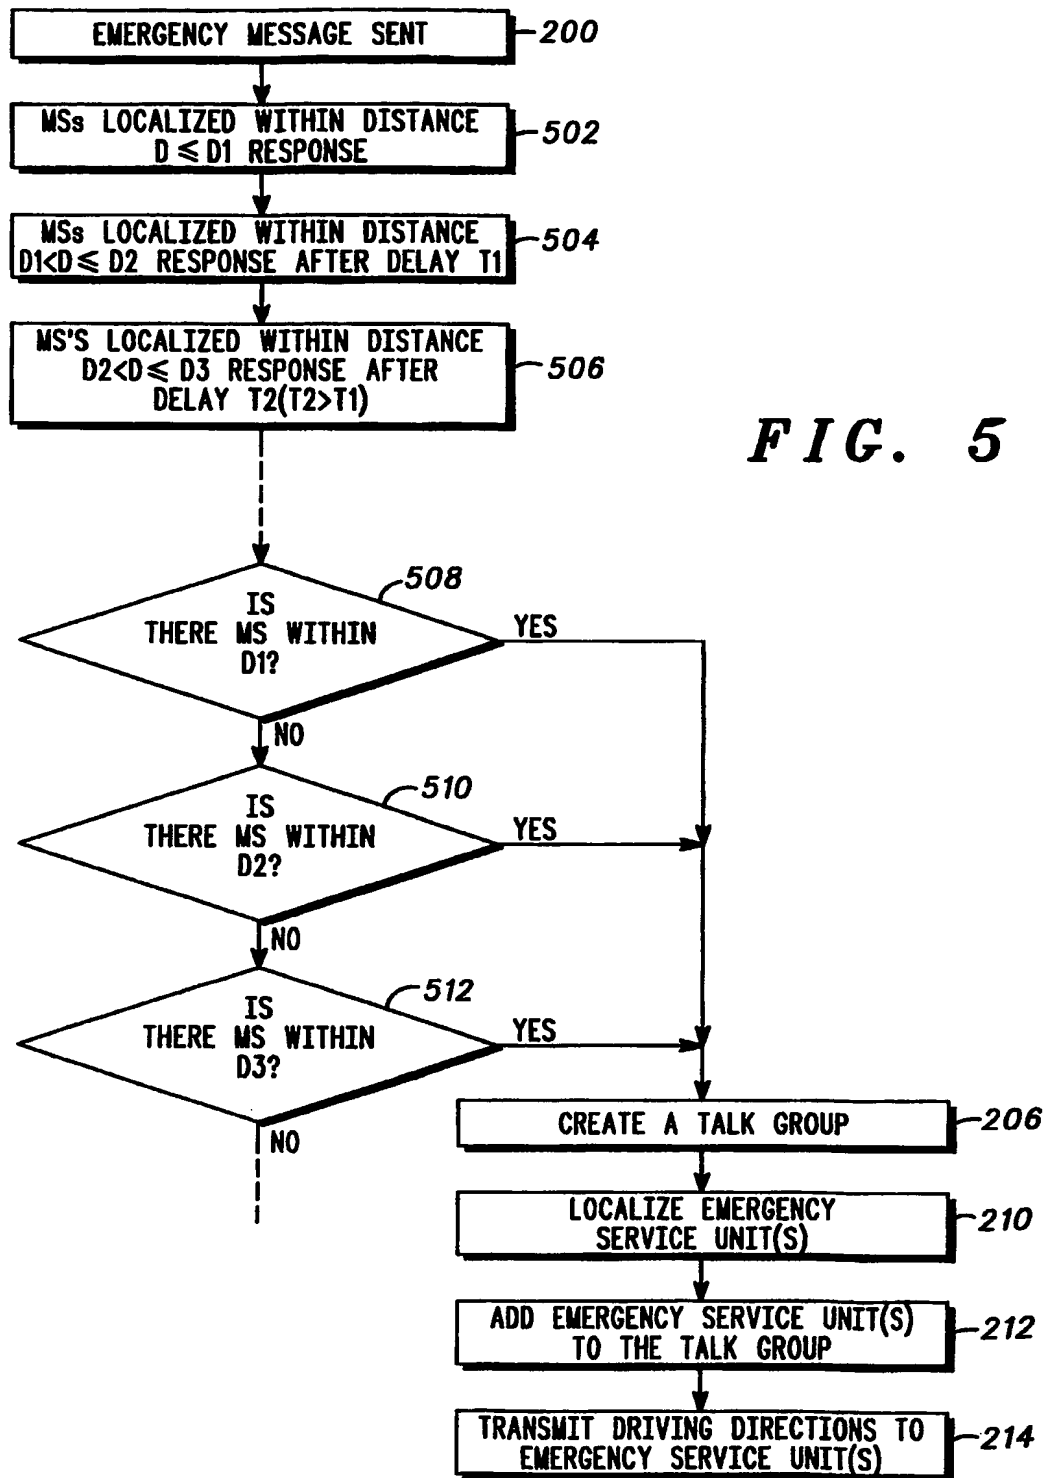 EMERGENCY MESSAGE SENT
200
MSs LOCALIZED WITHIN DISTANCE
D ≤ D1 RESPONSE
502
MSs LOCALIZED WITHIN DISTANCE
D1<D≤ D2 RESPONSE AFTER DELAY T1
504
MS'S LOCALIZED WITHIN DISTANCE
D2<D≤ D3 RESPONSE AFTER
DELAY T2(T2>T1)
506
FIG. 5
508
IS
THERE MS WITHIN
D1?
YES
NO
510
IS
THERE MS WITHIN
D2?
YES
NO
512
IS
THERE MS WITHIN
D3?
YES
NO
CREATE A TALK GROUP
206
LOCALIZE EMERGENCY
SERVICE UNIT(S)
210
ADD EMERGENCY SERVICE UNIT(S)
TO THE TALK GROUP
212
TRANSMIT DRIVING DIRECTIONS TO
EMERGENCY SERVICE UNIT(S)
214